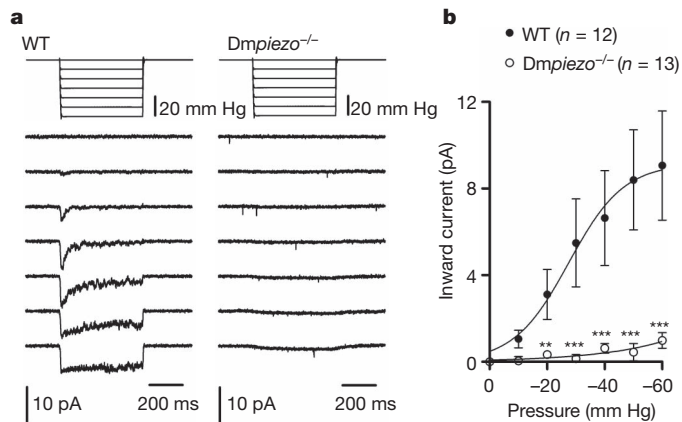 a
WT
Dmpiezo⁻/⁻
20 mm Hg
20 mm Hg
10 pA
200 ms
10 pA
200 ms
b
WT (n = 12)
Dmpiezo⁻/⁻ (n = 13)
Inward current (pA)
12
8
4
0
** *** *** *** ***
0 –20 –40 –60
Pressure (mm Hg)